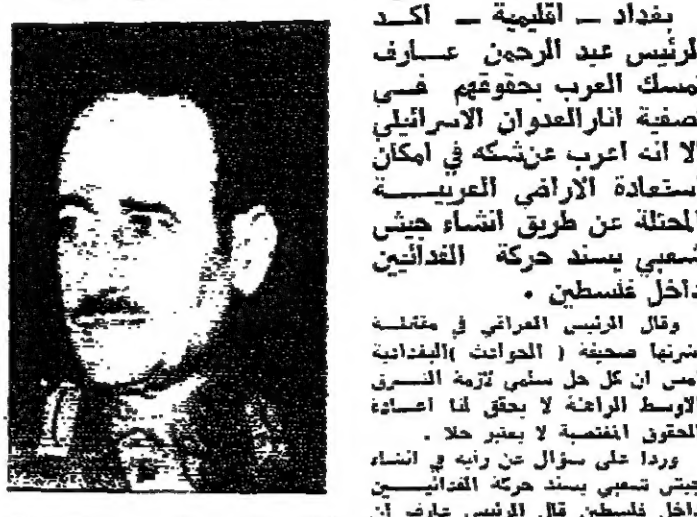 بغداد ــ اقليمية ــ اكد
الرئيس عبد الرحمن عارف
تمسك العرب بحقوقهم في
تصفية اثار العدوان الاسرائيلي
الا انه اعرب عن شكه في امكان
استعادة الاراضي العربية
المحتلة عن طريق انشاء جيش
شعبي يسند حركة الفدائيين
داخل فلسطين .
وقال الرئيس العراقي في مقابلة
نشرتها صحيفة ( الحوادث ) البغدادية
امس ان كل حل سلمي لازمة الشرق
الاوسط الراهنة لا يحقق لنا اعادة
الحقوق المغتصبة لا يعتبر حلا .
وردا على سؤال عن رايه في انشاء
جيش شعبي يسند حركة الفدائيين
داخل فلسطين قال الرئيس عارف ان